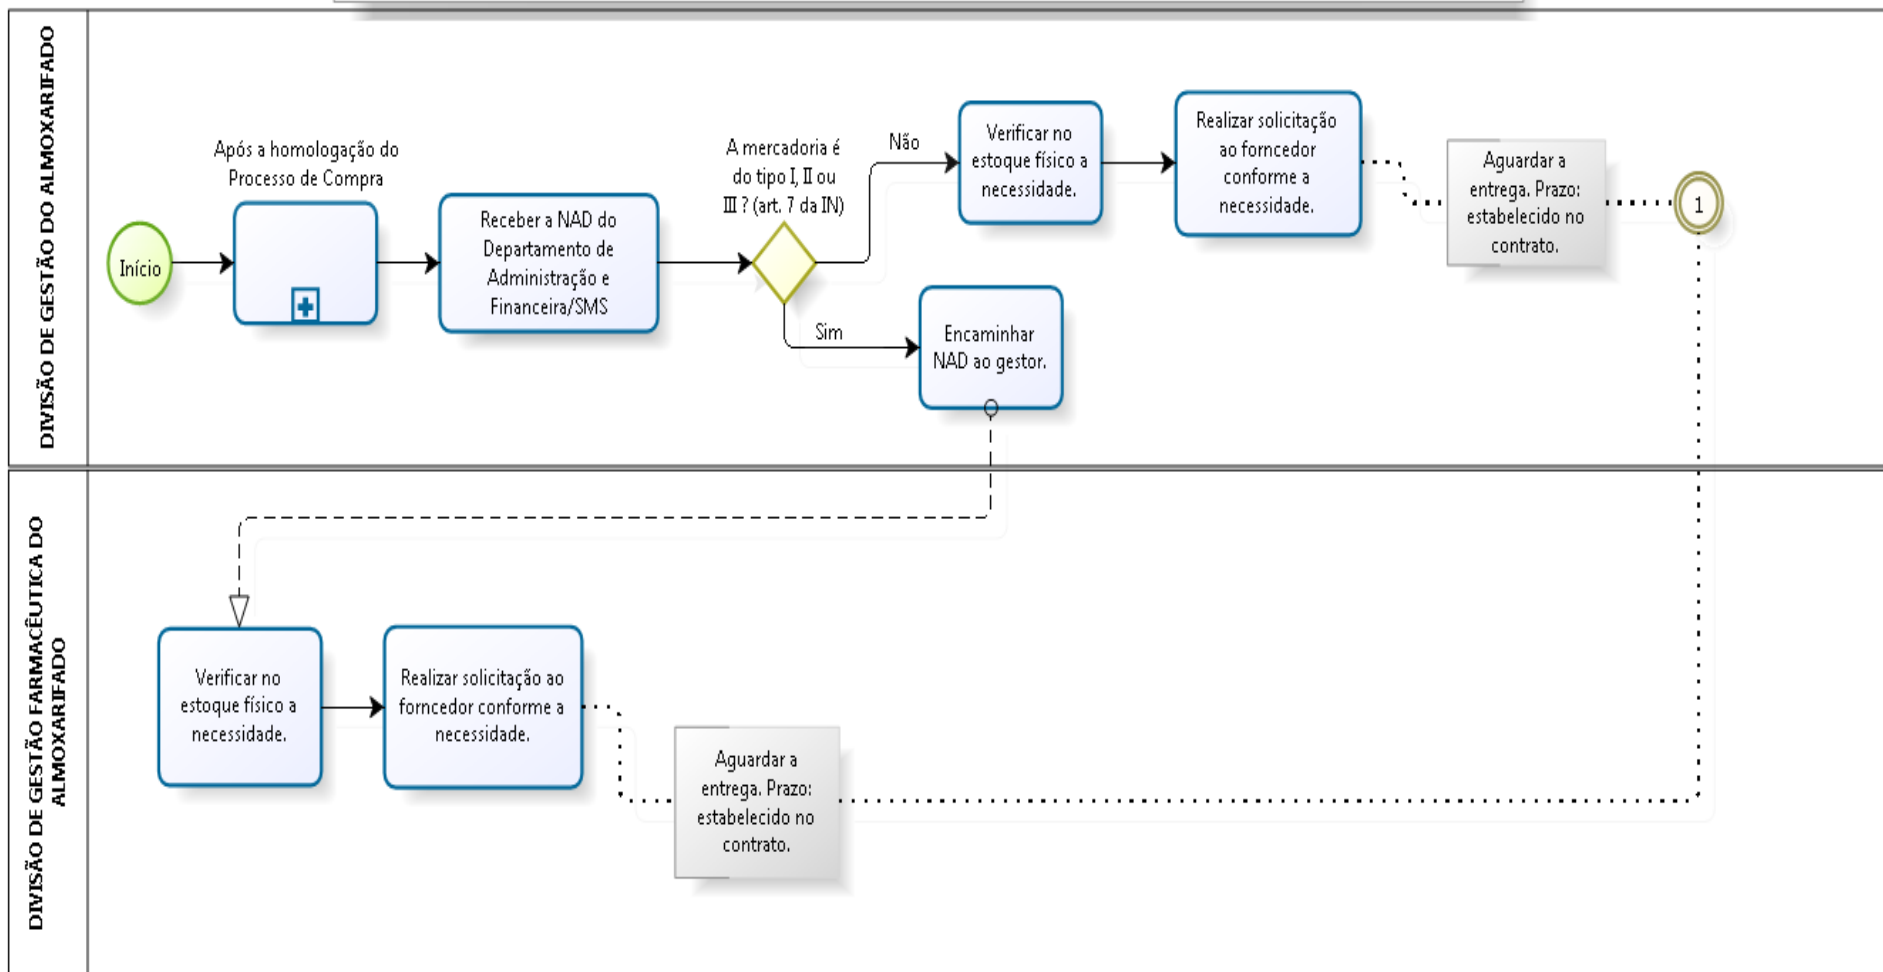 DIVISÃO DE GESTÃO DO ALMOXARIFADO
Início
Após a homologação do
Processo de Compra
Receber a NAD do
Departamento de
Administração e
Financeira/SMS
A mercadoria é
do tipo I, II ou
III ? (art. 7 da IN)
Não
Sim
Verificar no
estoque físico a
necessidade.
Realizar solicitação
ao forncedor
conforme a
necessidade.
Aguardar a
entrega. Prazo:
estabelecido no
contrato.
1
Encaminhar
NAD ao gestor.
DIVISÃO DE GESTÃO FARMACÊUTICA DO
ALMOXARIFADO
Verificar no
estoque físico a
necessidade.
Realizar solicitação ao
forncedor conforme a
necessidade.
Aguardar a
entrega. Prazo:
estabelecido no
contrato.